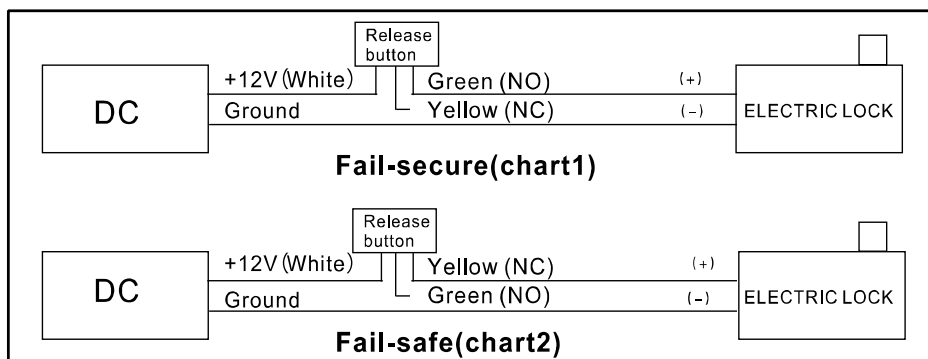 Release
button
+12V (White)
Green (NO)
(+)
DC
Ground
Yellow (NC)
(-)
ELECTRIC LOCK
Fail-secure(chart1)
Release
button
+12V (White)
Yellow (NC)
(+)
DC
Ground
Green (NO)
(-)
ELECTRIC LOCK
Fail-safe(chart2)